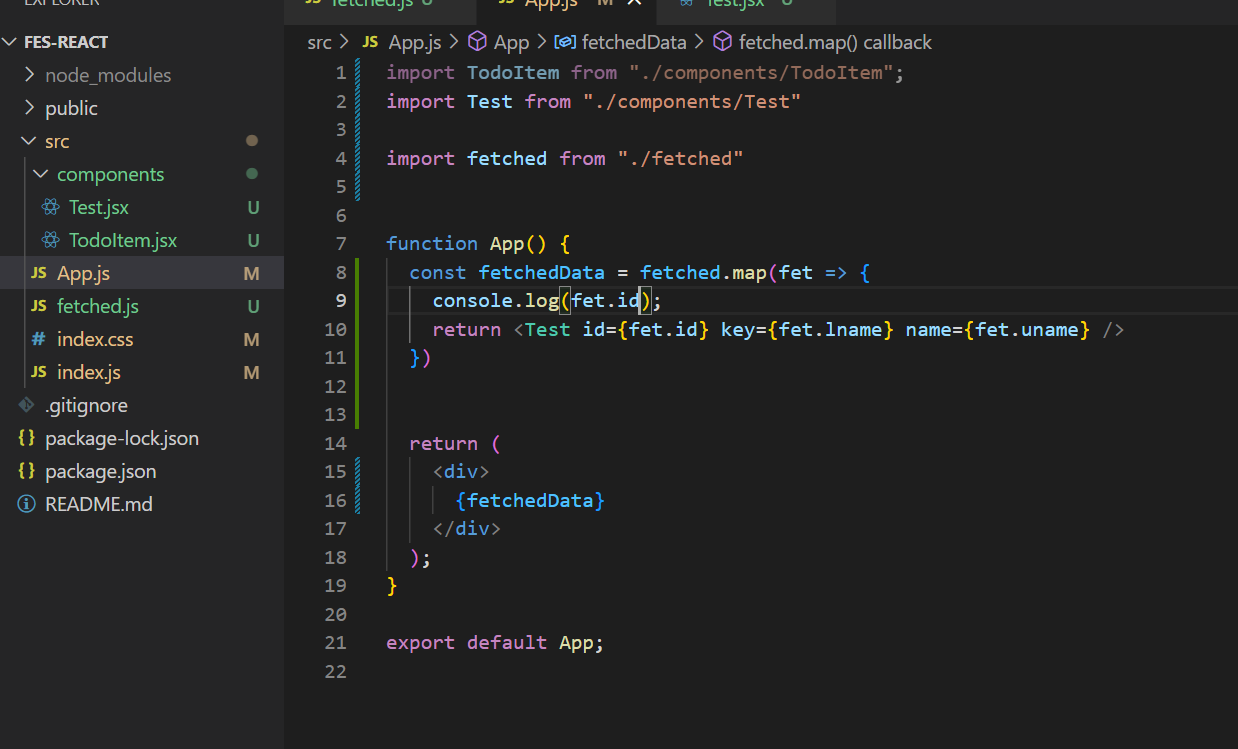 EXPLORER
fetched.js U
App.js M
Test.jsx U
FES-REACT
node_modules
public
src
components
Test.jsx U
TodoItem.jsx U
JS App.js M
JS fetched.js U
# index.css M
JS index.js M
.gitignore
{} package-lock.json
{} package.json
README.md
src > JS App.js > App > fetchedData > fetched.map() callback
1 import TodoItem from "./components/TodoItem";
2 import Test from "./components/Test"
3
4 import fetched from "./fetched"
5
6
7 function App() {
8 const fetchedData = fetched.map(fet => {
9 console.log(fet.id);
10 return <Test id={fet.id} key={fet.lname} name={fet.uname} />
11 })
12
13
14 return (
15 <div>
16 {fetchedData}
17 </div>
18 );
19 }
20
21 export default App;
22